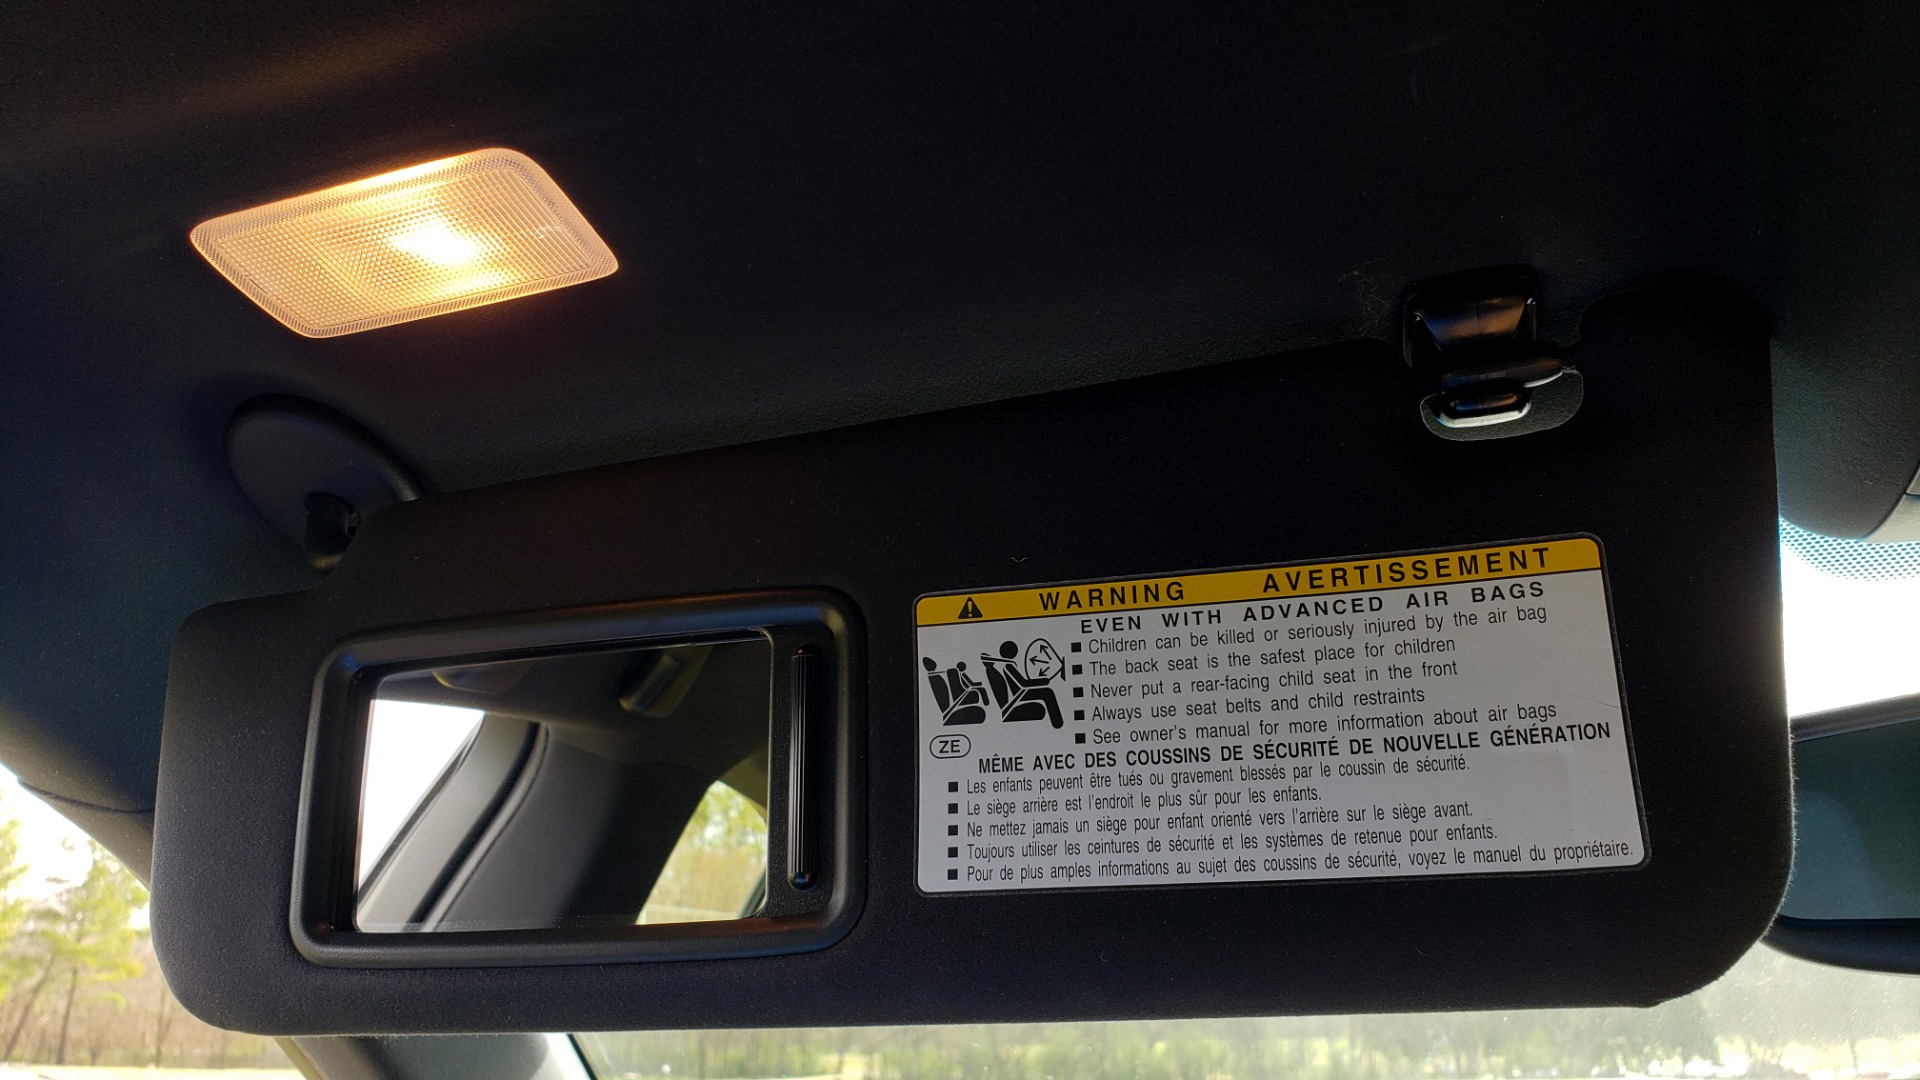 WARNING AVERTISSEMENT
EVEN WITH ADVANCED AIR BAGS
■ Children can be killed or seriously injured by the air bag
■ The back seat is the safest place for children
■ Never put a rear-facing child seat in the front
■ Always use seat belts and child restraints
■ See owner's manual for more information about air bags
ZE
MÊME AVEC DES COUSSINS DE SÉCURITÉ DE NOUVELLE GÉNÉRATION
■ Les enfants peuvent être tués ou gravement blessés par le coussin de sécurité.
■ Le siège arrière est l'endroit le plus sûr pour les enfants.
■ Ne mettez jamais un siège pour enfant orienté vers l'arrière sur le siège avant.
■ Toujours utiliser les ceintures de sécurité et les systèmes de retenue pour enfants.
■ Pour de plus amples informations au sujet des coussins de sécurité, voyez le manuel du propriétaire.